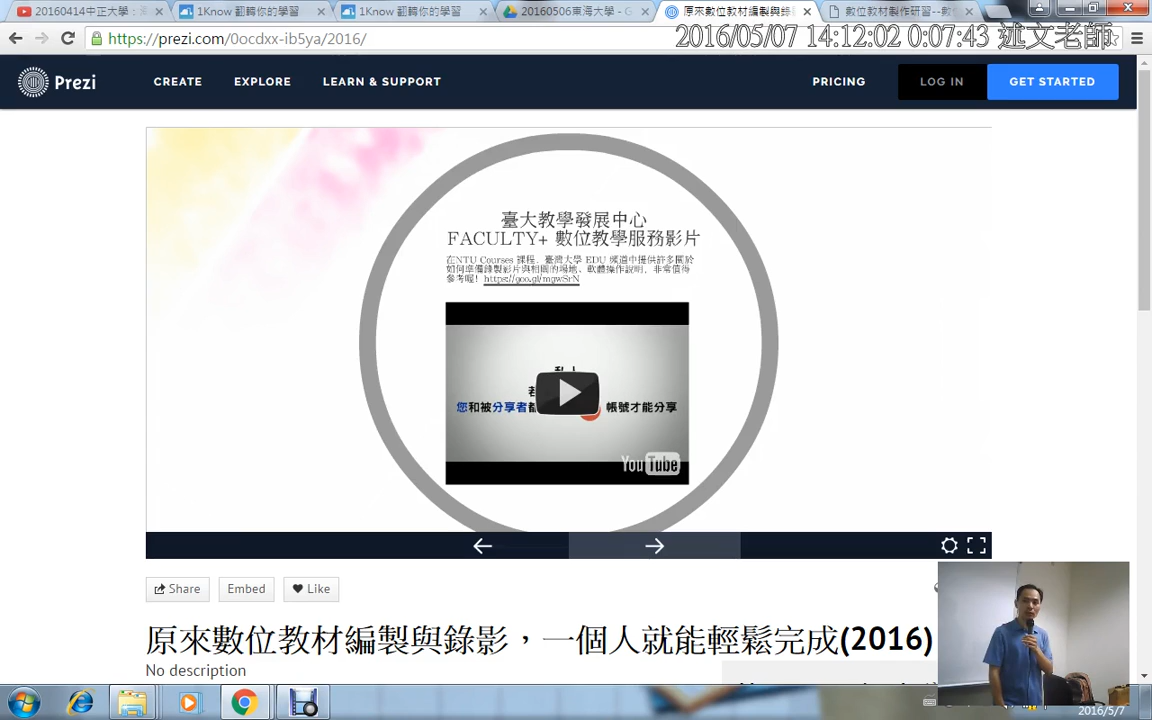 20160414中正大學：
1Know 翻轉你的學習
1Know 翻轉你的學習
20160506東海大學 - G
原來數位教材編製與錄
數位教材製作研習--數
https://prezi.com/0ocdxx-ib5ya/2016/
2016/05/07 14:12:02 0:07:43 述文老師
Prezi
CREATE
EXPLORE
LEARN & SUPPORT
PRICING
LOG IN
GET STARTED
臺大教學發展中心
FACULTY+ 數位教學服務影片
在NTU Courses 課程、臺灣大學 EDU 頻道中提供許多關於
如何準備錄製影片與相關的場地、軟體操作說明，非常值得
參考喔！https://goo.gl/mgwSrN
您和被分享者
帳號才能分享
YouTube
Share
Embed
Like
原來數位教材編製與錄影，一個人就能輕鬆完成(2016)
No description
2016/5/7